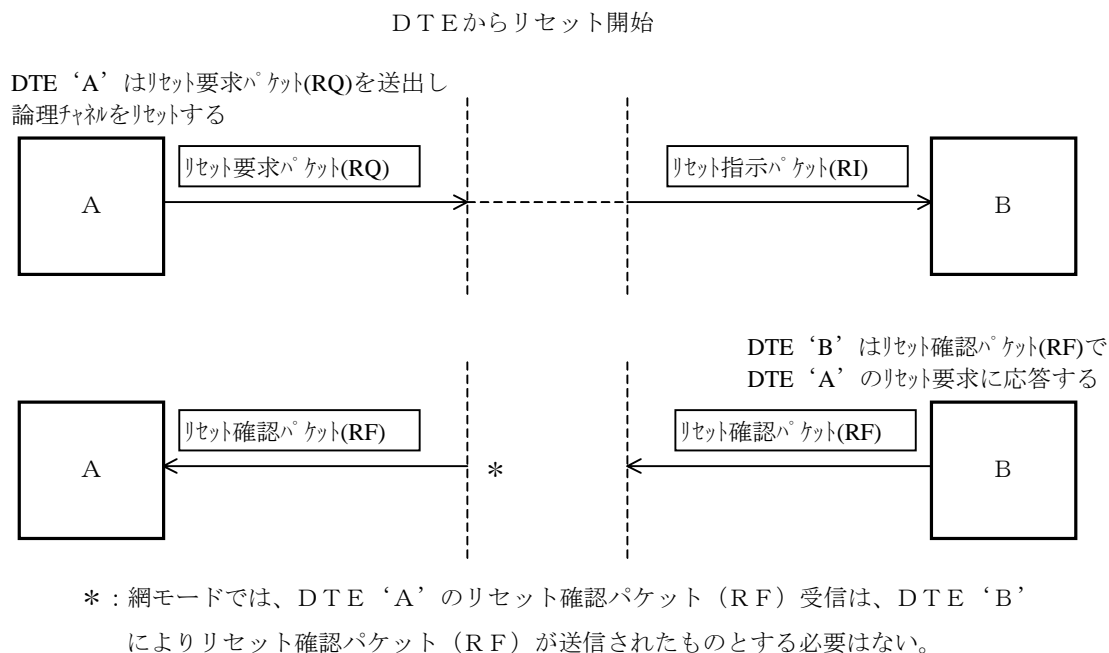 ＤＴＥからリセット開始
DTE‘A’はﾘｾｯﾄ要求ﾊﾟｹｯﾄ(RQ)を送出し
論理ﾁｬﾈﾙをﾘｾｯﾄする
ﾘｾｯﾄ要求ﾊﾟｹｯﾄ(RQ)
ﾘｾｯﾄ指示ﾊﾟｹｯﾄ(RI)
Ａ
Ｂ
DTE‘B’はﾘｾｯﾄ確認ﾊﾟｹｯﾄ(RF)で
DTE‘A’のﾘｾｯﾄ要求に応答する
ﾘｾｯﾄ確認ﾊﾟｹｯﾄ(RF)
ﾘｾｯﾄ確認ﾊﾟｹｯﾄ(RF)
Ａ
＊
Ｂ
＊：網モードでは、ＤＴＥ‘Ａ’のリセット確認パケット（ＲＦ）受信は、ＤＴＥ‘Ｂ’
によりリセット確認パケット（ＲＦ）が送信されたものとする必要はない。